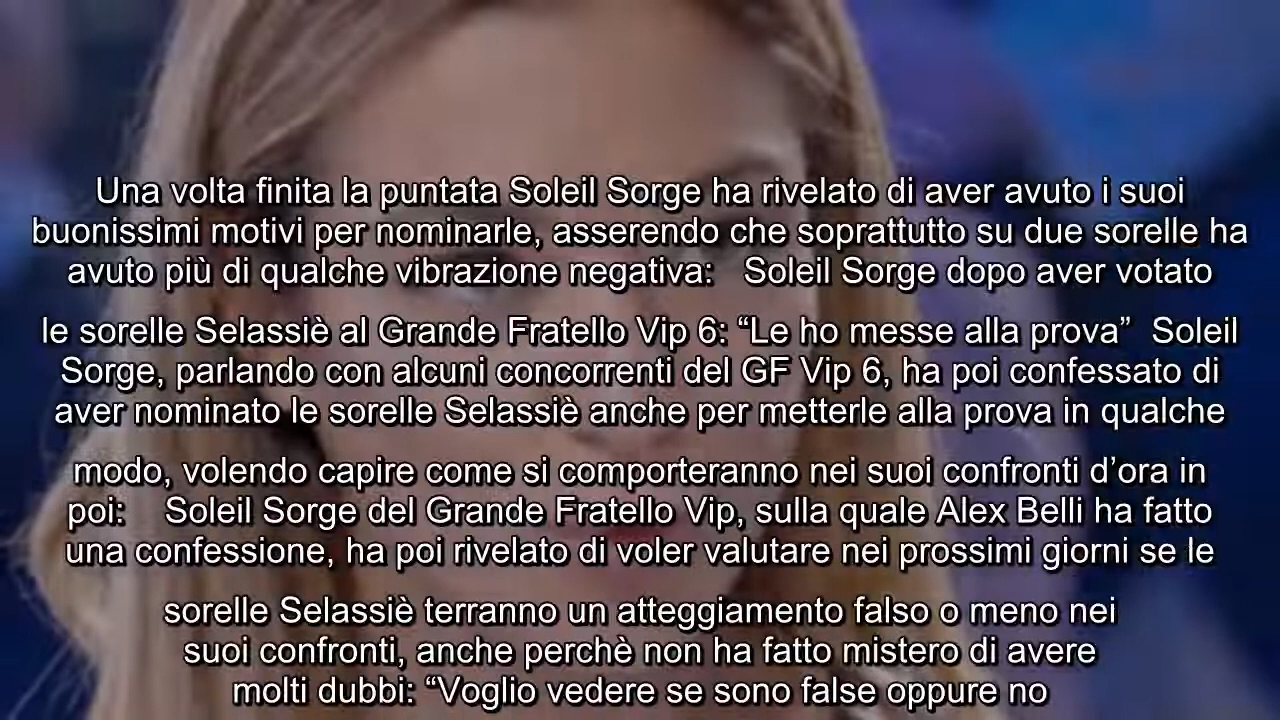 Una volta finita la puntata Soleil Sorge ha rivelato di aver avuto i suoi
buonissimi motivi per nominarle, asserendo che soprattutto su due sorelle ha
avuto più di qualche vibrazione negativa:   Soleil Sorge dopo aver votato
le sorelle Selassiè al Grande Fratello Vip 6: “Le ho messe alla prova”  Soleil
Sorge, parlando con alcuni concorrenti del GF Vip 6, ha poi confessato di
aver nominato le sorelle Selassiè anche per metterle alla prova in qualche
modo, volendo capire come si comporteranno nei suoi confronti d’ora in
poi:    Soleil Sorge del Grande Fratello Vip, sulla quale Alex Belli ha fatto
una confessione, ha poi rivelato di voler valutare nei prossimi giorni se le
sorelle Selassiè terranno un atteggiamento falso o meno nei
suoi confronti, anche perchè non ha fatto mistero di avere
molti dubbi: “Voglio vedere se sono false oppure no